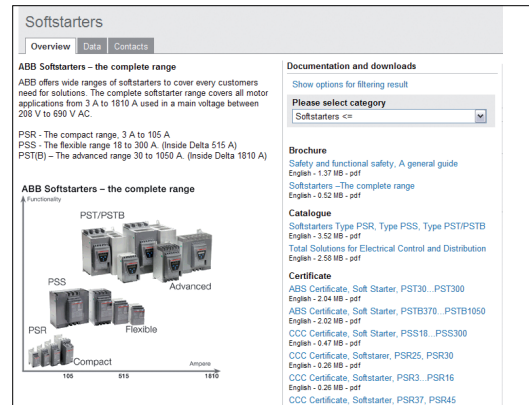 Softstarters
Overview Data Contacts
ABB Softstarters – the complete range
ABB offers wide ranges of softstarters to cover every customers
need for solutions. The complete softstarter range covers all motor
applications from 3 A to 1810 A used in a main voltage between
208 V to 690 V AC.
PSR - The compact range, 3 A to 105 A
PSS - The flexible range 18 to 300 A. (Inside Delta 515 A)
PST(B) – The advanced range 30 to 1050 A. (Inside Delta 1810 A)
ABB Softstarters – the complete range
Functionality
PST/PSTB
Advanced
PSS
Flexible
PSR
Compact
Ampere
105 515 1810
Documentation and downloads
Show options for filtering result
Please select category
Softstarters <=
Brochure
Safety and functional safety, A general guide
English - 1.37 MB - pdf
Softstarters –The complete range
English - 0.52 MB - pdf
Catalogue
Softstarters Type PSR, Type PSS, Type PST/PSTB
English - 3.52 MB - pdf
Total Solutions for Electrical Control and Distribution
English - 2.58 MB - pdf
Certificate
ABS Certificate, Soft Starter, PST30...PST300
English - 2.04 MB - pdf
ABS Certificate, Softstarter, PSTB370...PSTB1050
English - 2.02 MB - pdf
CCC Certificate, Soft Starter, PSS18...PSS300
English - 0.47 MB - pdf
CCC Certificate, Softsarer, PSR25, PSR30
English - 0.26 MB - pdf
CCC Certificate, Softstarter, PSR3...PSR16
English - 0.26 MB - pdf
CCC Certificate, Softstarter, PSR37, PSR45